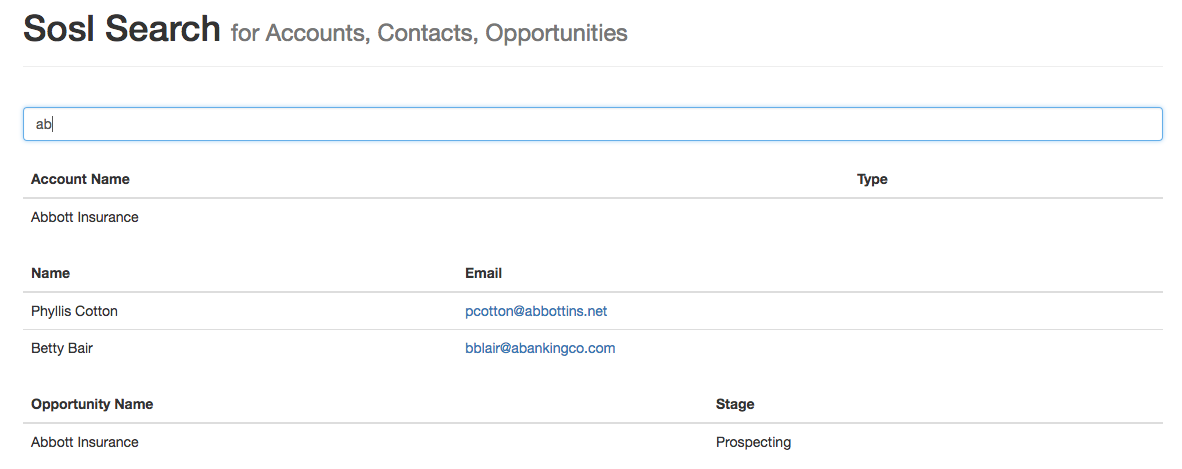 Sosl Search for Accounts, Contacts, Opportunities
ab
Account Name Type
Abbott Insurance
Name Email
Phyllis Cotton pcotton@abbottins.net
Betty Bair bblair@abankingco.com
Opportunity Name Stage
Abbott Insurance Prospecting